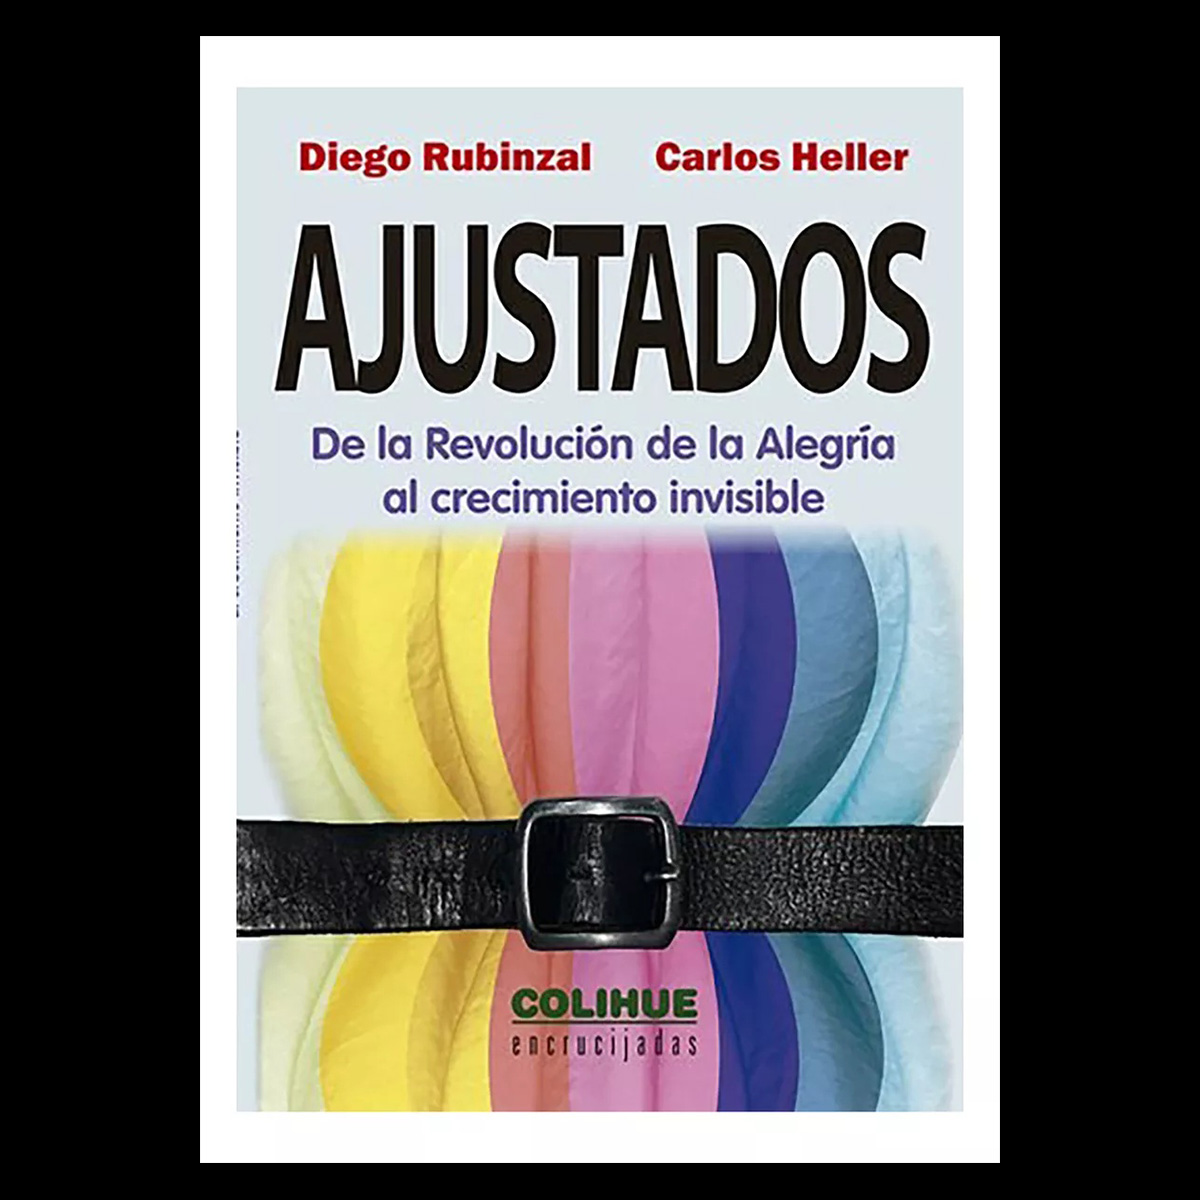 Diego Rubinzal Carlos Heller
AJUSTADOS
De la Revolución de la Alegría
al crecimiento invisible
COLIHUE
encrucijadas